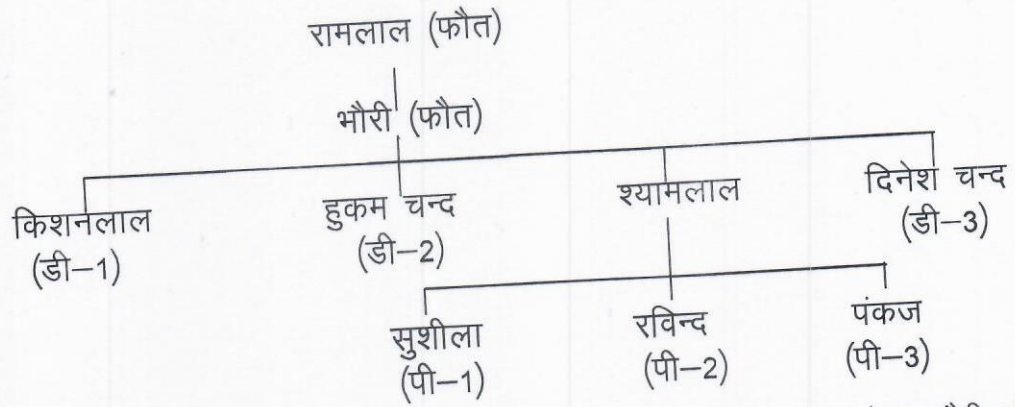 रामलाल (फौत)
भौरी (फौत)
किशनलाल
(डी–1)
हुकम चन्द
(डी–2)
श्यामलाल
दिनेश चन्द
(डी–3)
सुशीला
(पी–1)
रविन्द
(पी–2)
पंकज
(पी–3)